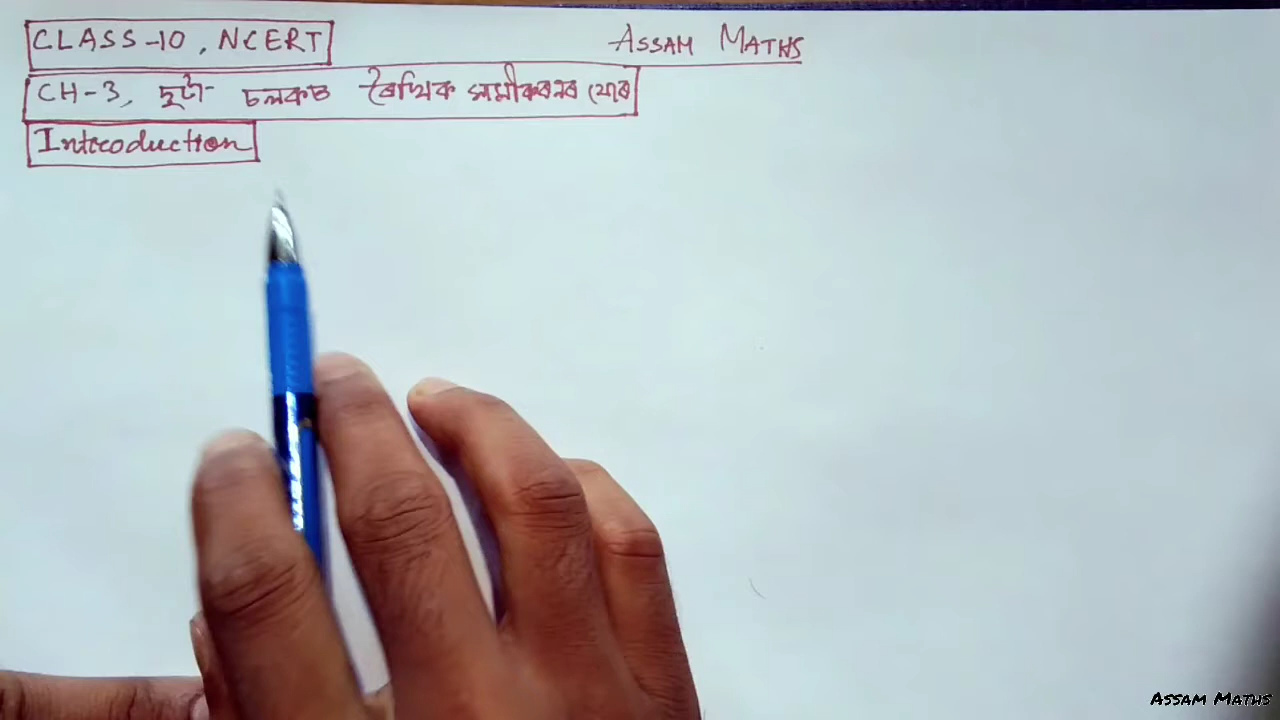 CLASS-10, NCERT
ASSAM MATHS
CH-3, দুটা চলকত ৰৈখিক সমীকৰণৰ যোৰ
Introduction
ASSAM MATHS